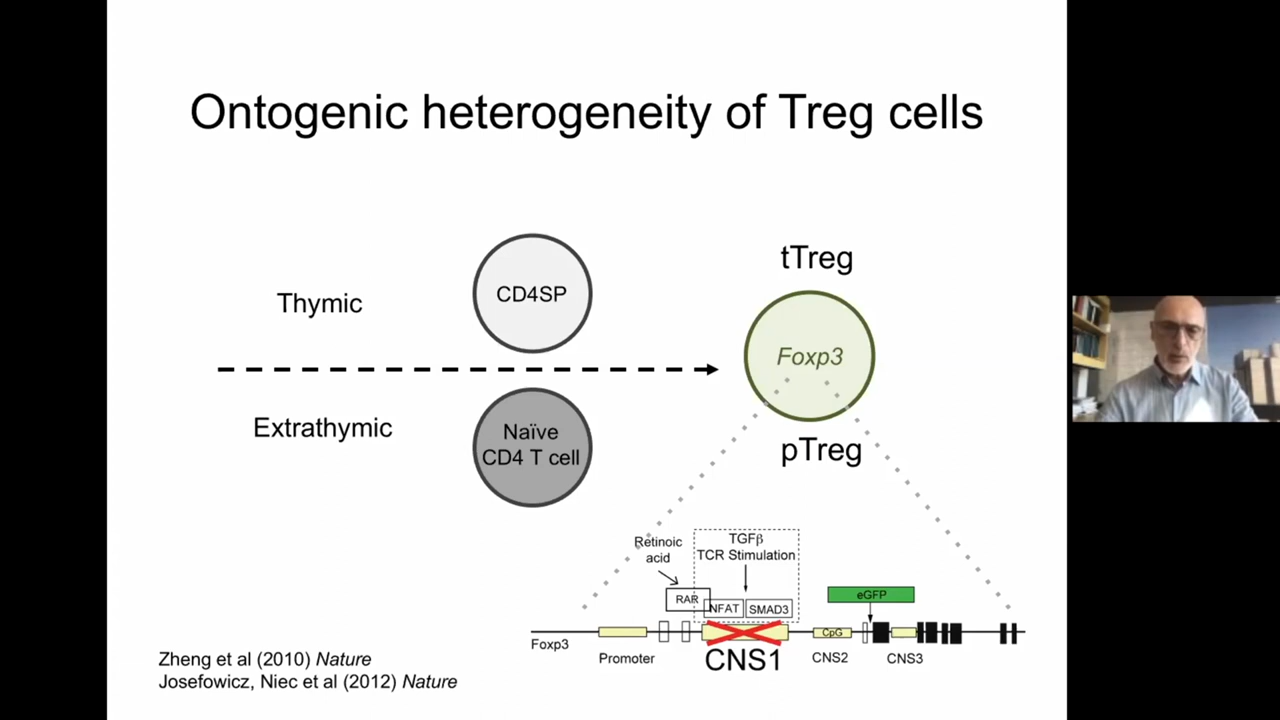 Ontogenic heterogeneity of Treg cells
tTreg
Thymic
CD4SP
Foxp3
Extrathymic
Naïve
CD4 T cell
pTreg
Retinoic
acid
TGFβ
TCR Stimulation
RAR
NFAT
SMAD3
eGFP
CpG
Foxp3
Promoter
CNS1
CNS2
CNS3
Zheng et al (2010) Nature
Josefowicz, Niec et al (2012) Nature